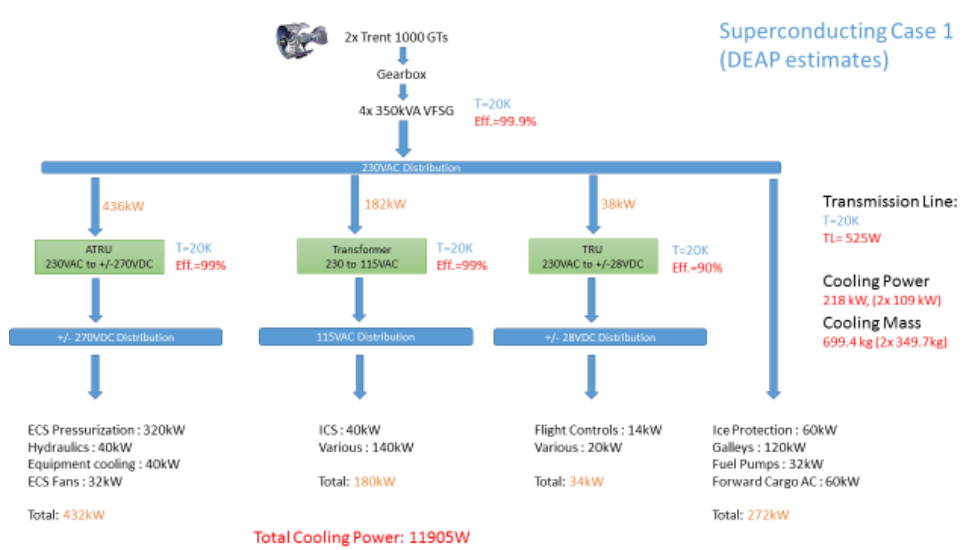 Superconducting Case 1
(DEAP estimates)
2x Trent 1000 GTs
Gearbox
4x 350kVA VFSG
T=20K
Eff.=99.9%
230VAC Distribution
436kW
182kW
38kW
ATRU
230VAC to +/-270VDC
T=20K
Eff.=99%
Transformer
230 to 115VAC
T=20K
Eff.=99%
TRU
230VAC to +/-28VDC
T=20K
Eff.=90%
Transmission Line:
T=20K
TL= 525W
Cooling Power
218 kW, (2x 109 kW)
Cooling Mass
699.4 kg (2x 349.7kg)
+/- 270VDC Distribution
115VAC Distribution
+/- 28VDC Distribution
ECS Pressurization : 320kW
Hydraulics : 40kW
Equipment cooling : 40kW
ECS Fans : 32kW
Total: 432kW
ICS : 40kW
Various : 140kW
Total: 180kW
Flight Controls : 14kW
Various : 20kW
Total: 34kW
Ice Protection : 60kW
Galleys : 120kW
Fuel Pumps : 32kW
Forward Cargo AC : 60kW
Total: 272kW
Total Cooling Power: 11905W